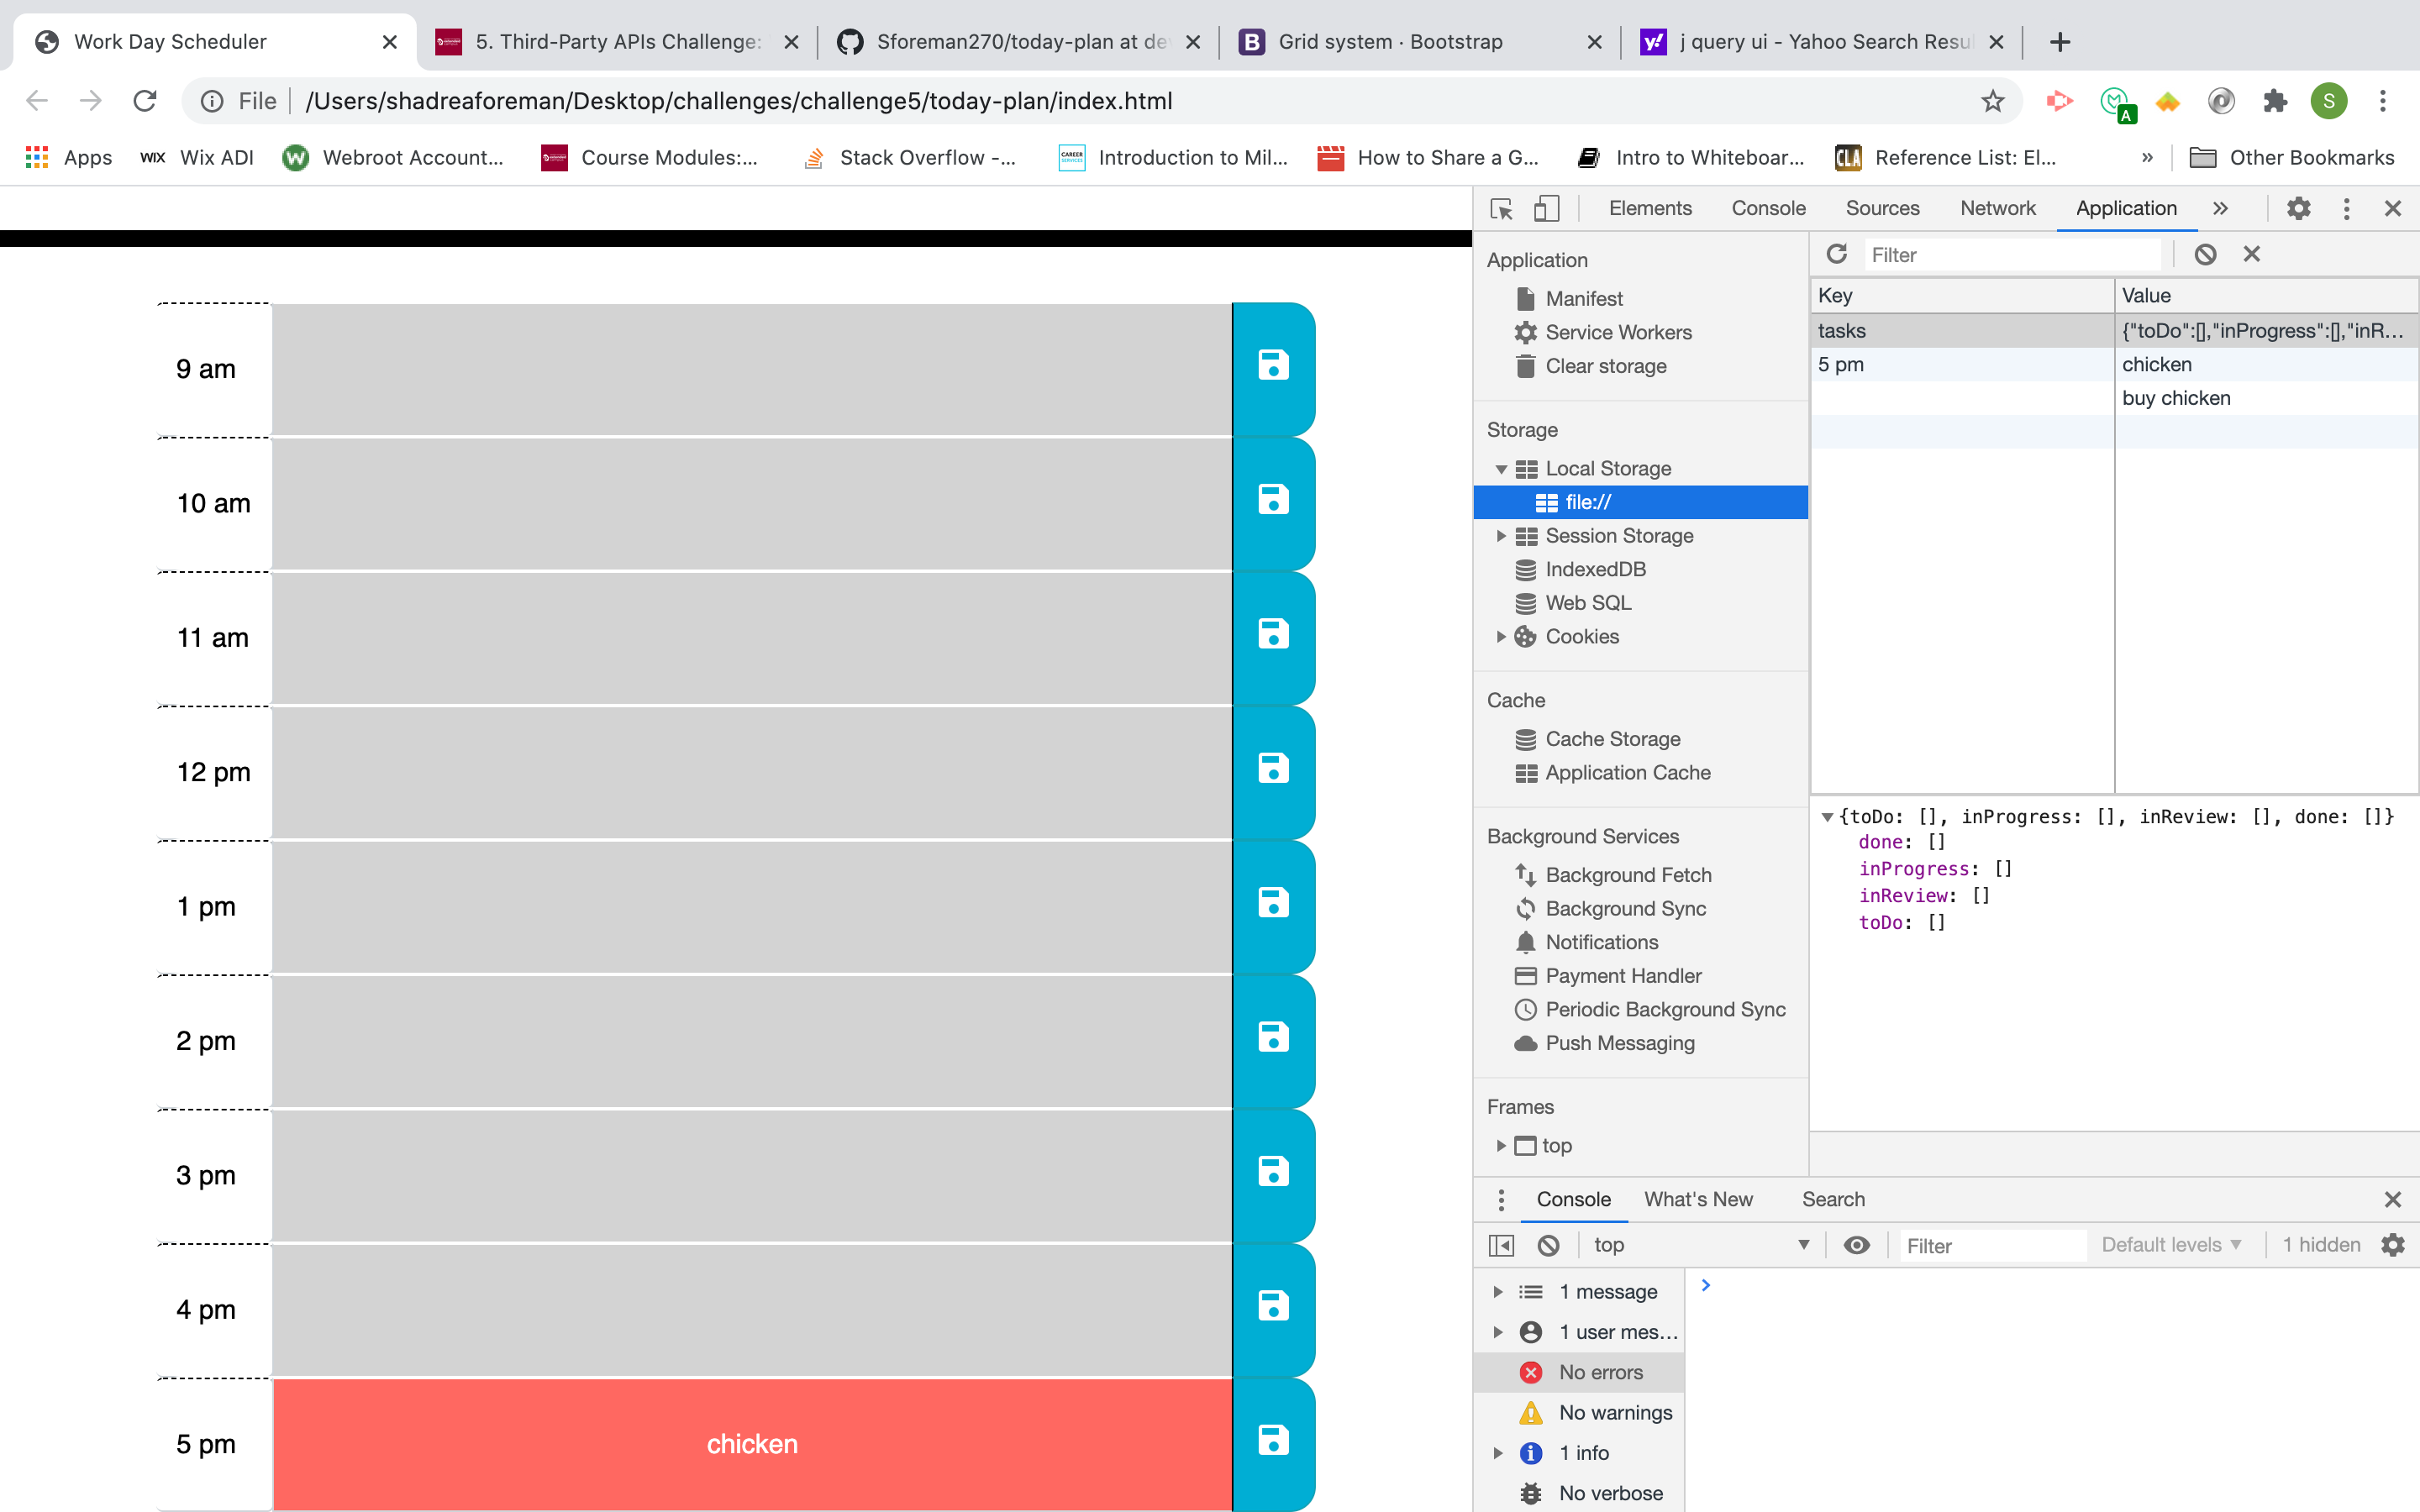 Work Day Scheduler
5. Third-Party APIs Challenge:
Sforeman270/today-plan at dev
Grid system · Bootstrap
j query ui - Yahoo Search Resu
File /Users/shadreaforeman/Desktop/challenges/challenge5/today-plan/index.html
A
S
Apps
WIX Wix ADI
Webroot Account...
Course Modules:...
Stack Overflow -...
Introduction to Mil...
How to Share a G...
Intro to Whiteboar...
CLA Reference List: El...
»
Other Bookmarks
Elements Console Sources Network Application »
Filter
Key Value
tasks {"toDo":[],"inProgress":[],"inR...
5 pm chicken
buy chicken
Application
Manifest
Service Workers
Clear storage
Storage
Local Storage
file://
Session Storage
IndexedDB
Web SQL
Cookies
Cache
Cache Storage
Application Cache
Background Services
Background Fetch
Background Sync
Notifications
Payment Handler
Periodic Background Sync
Push Messaging
Frames
top
{toDo: [], inProgress: [], inReview: [], done: []}
done: []
inProgress: []
inReview: []
toDo: []
Console What's New Search
top Filter Default levels 1 hidden
1 message
1 user mes...
No errors
No warnings
1 info
No verbose
9 am
10 am
11 am
12 pm
1 pm
2 pm
3 pm
4 pm
5 pm chicken